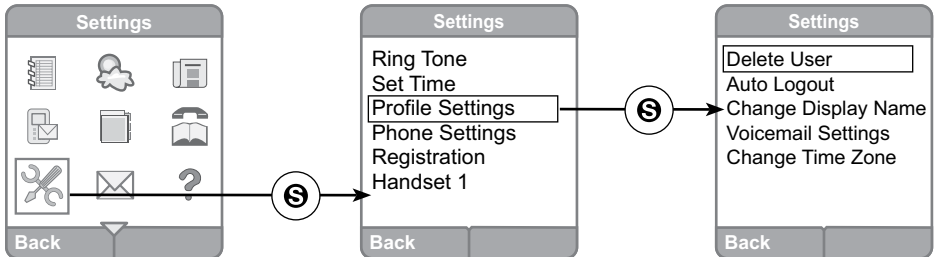 Settings
?
S
Back
Settings
Ring Tone
Set Time
Profile Settings
Phone Settings
Registration
Handset 1
S
Back
Settings
Delete User
Auto Logout
Change Display Name
Voicemail Settings
Change Time Zone
Back